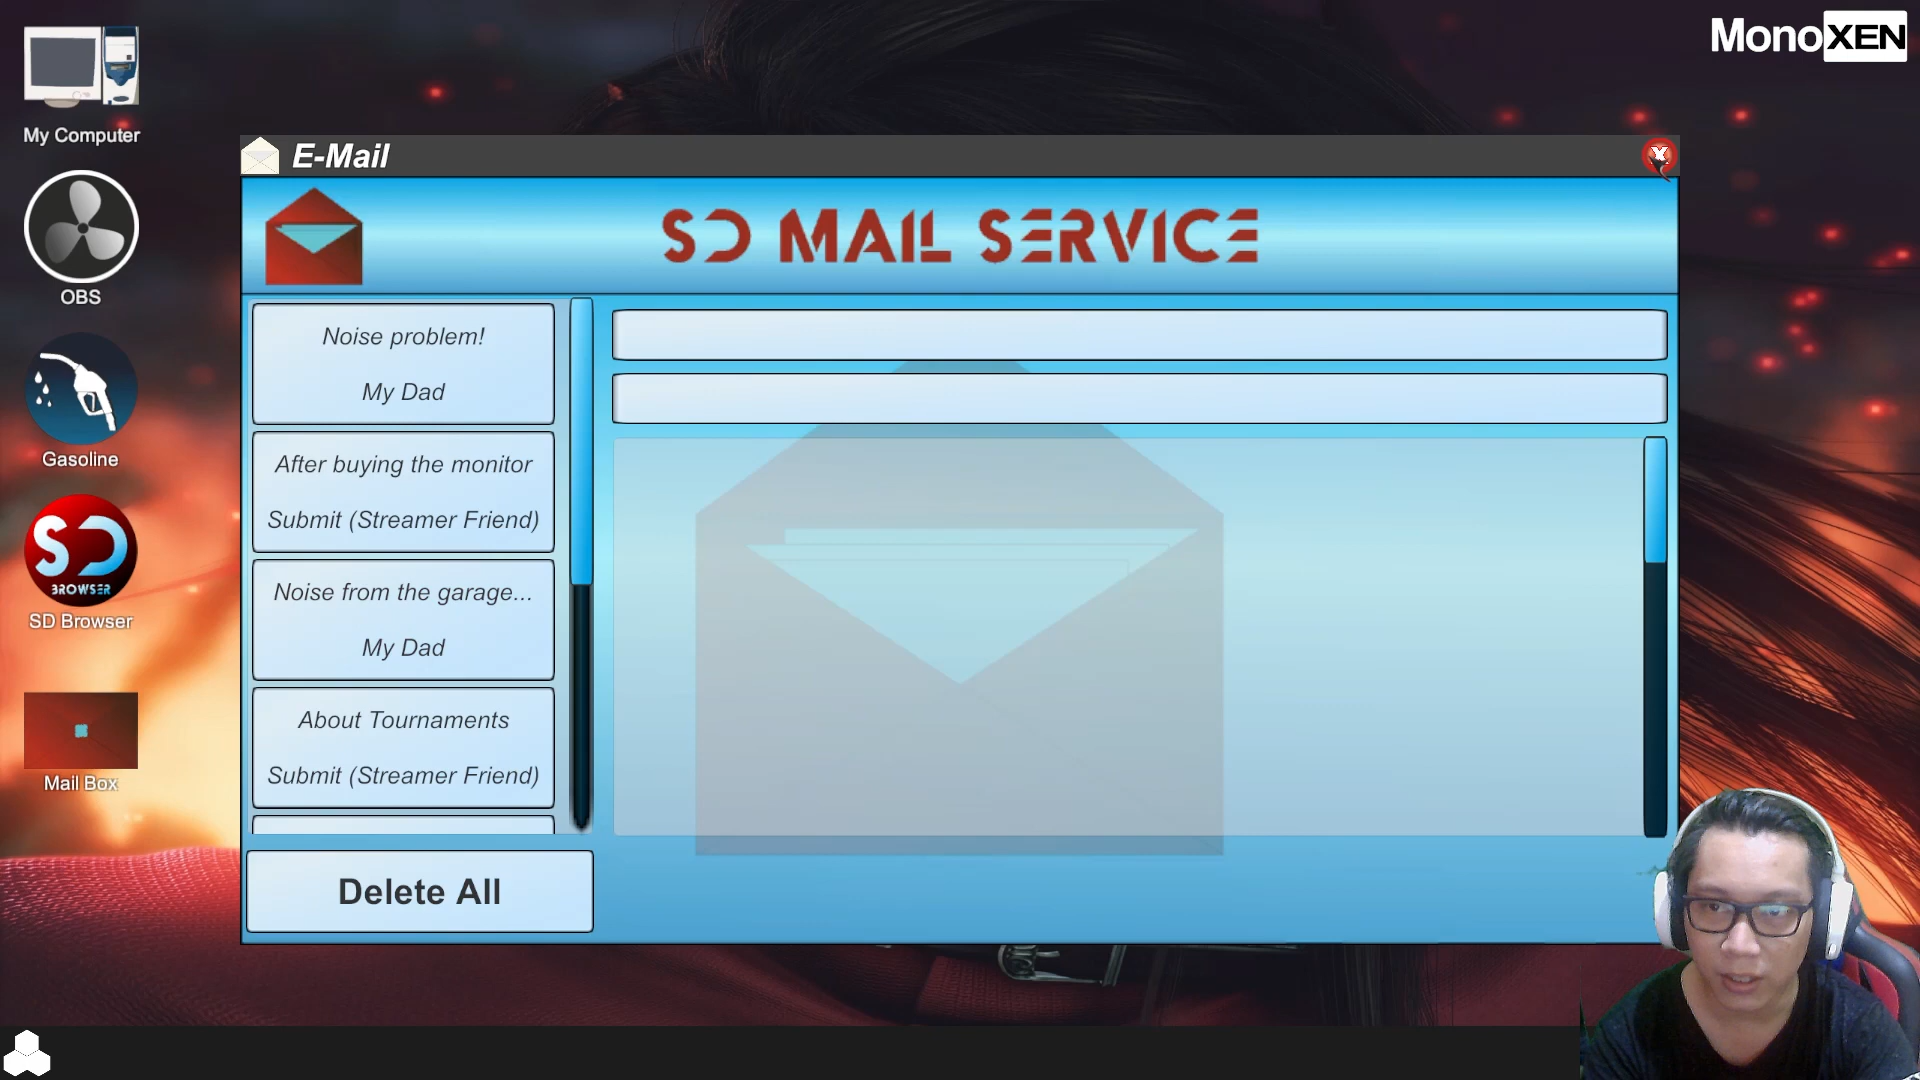 MonoXEN
My Computer
OBS
Gasoline
SD
BROWSER
SD Browser
Mail Box
E-Mail
X
SD MAIL SERVICE
Noise problem!
My Dad
After buying the monitor
Submit (Streamer Friend)
Noise from the garage...
My Dad
About Tournaments
Submit (Streamer Friend)
Delete All